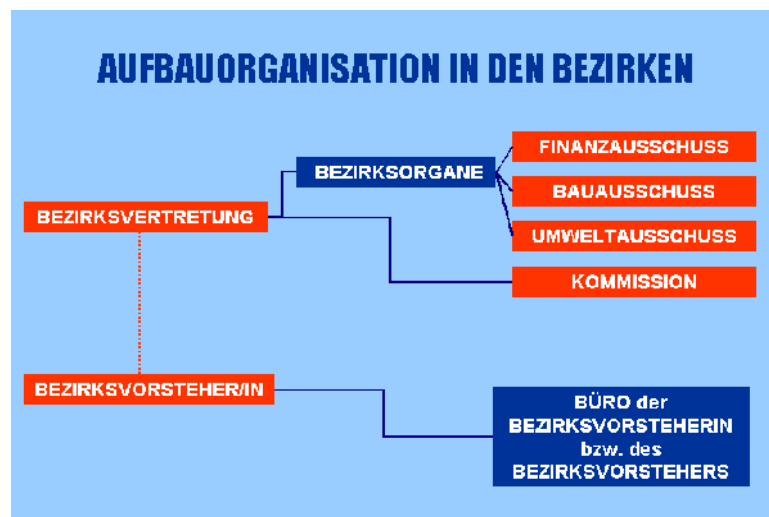 AUFBAUORGANISATION IN DEN BEZIRKEN
FINANZAUSSCHUSS
BEZIRKSORGANE
BAUAUSSCHUSS
BEZIRKSVERTRETUNG
UMWELTAUSSCHUSS
KOMMISSION
BEZIRKSVORSTEHER/IN
BÜRO der
BEZIRKSVORSTEHERIN
bzw. des
BEZIRKSVORSTEHERS